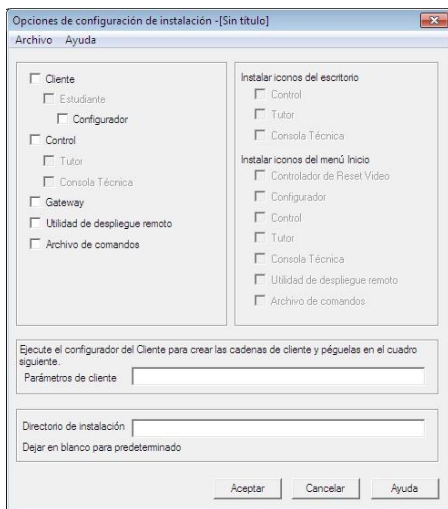 Opciones de configuración de instalación -[Sin título]
Archivo Ayuda
Cliente
Estudiante
Configurador
Control
Tutor
Consola Técnica
Gateway
Utilidad de despliegue remoto
Archivo de comandos
Instalar iconos del escritorio
Control
Tutor
Consola Técnica
Instalar iconos del menú Inicio
Controlador de Reset Video
Configurador
Control
Tutor
Consola Técnica
Utilidad de despliegue remoto
Archivo de comandos
Ejecute el configurador del Cliente para crear las cadenas de cliente y péguelas en el cuadro
siguiente.
Parámetros de cliente
Directorio de instalación
Dejar en blanco para predeterminado
Aceptar Cancelar Ayuda